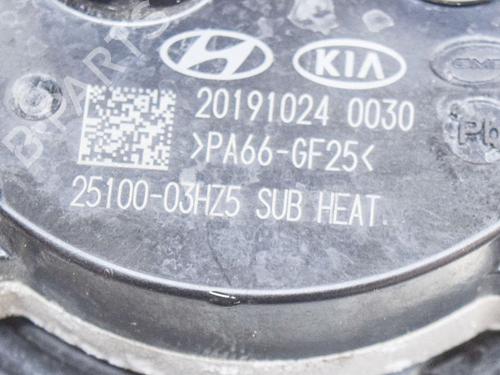 KIA
20191024 0030
>PA66-GF25<
25100-03HZ5 SUB HEAT..